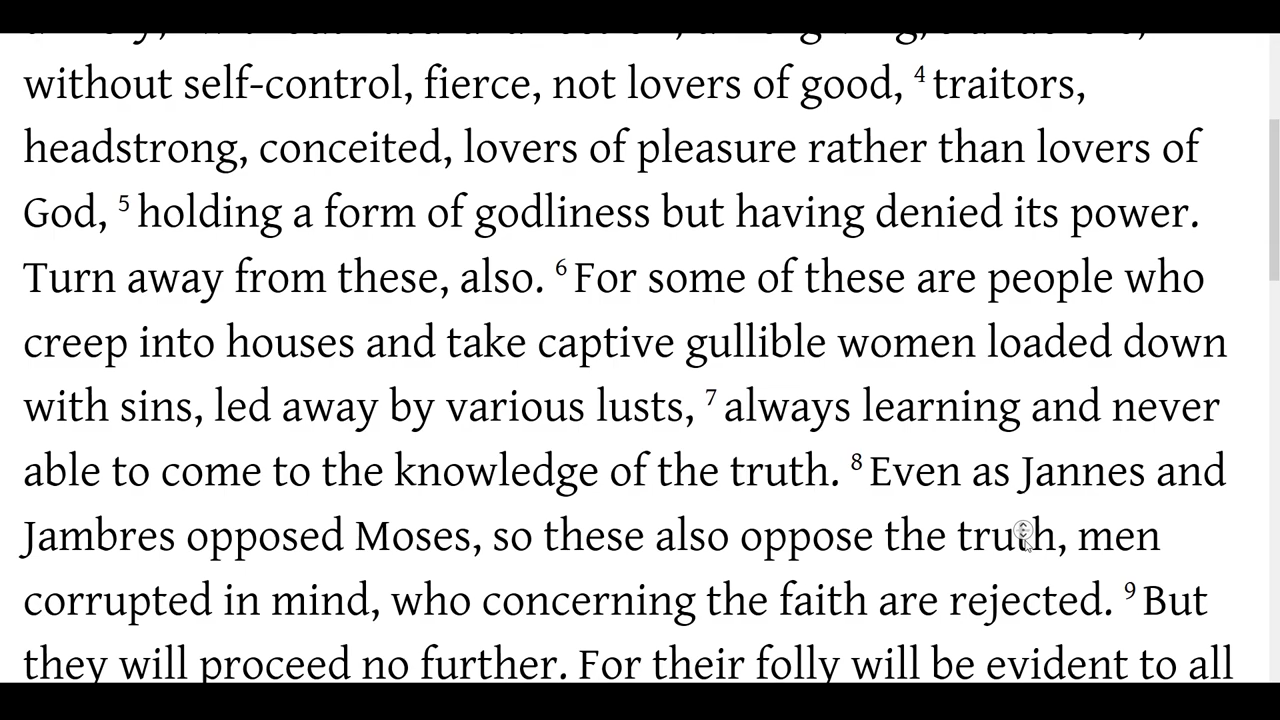 without self-control, fierce, not lovers of good, 4 traitors,
headstrong, conceited, lovers of pleasure rather than lovers of
God, 5 holding a form of godliness but having denied its power.
Turn away from these, also. 6 For some of these are people who
creep into houses and take captive gullible women loaded down
with sins, led away by various lusts, 7 always learning and never
able to come to the knowledge of the truth. 8 Even as Jannes and
Jambres opposed Moses, so these also oppose the truth, men
corrupted in mind, who concerning the faith are rejected. 9 But
they will proceed no further. For their folly will be evident to all